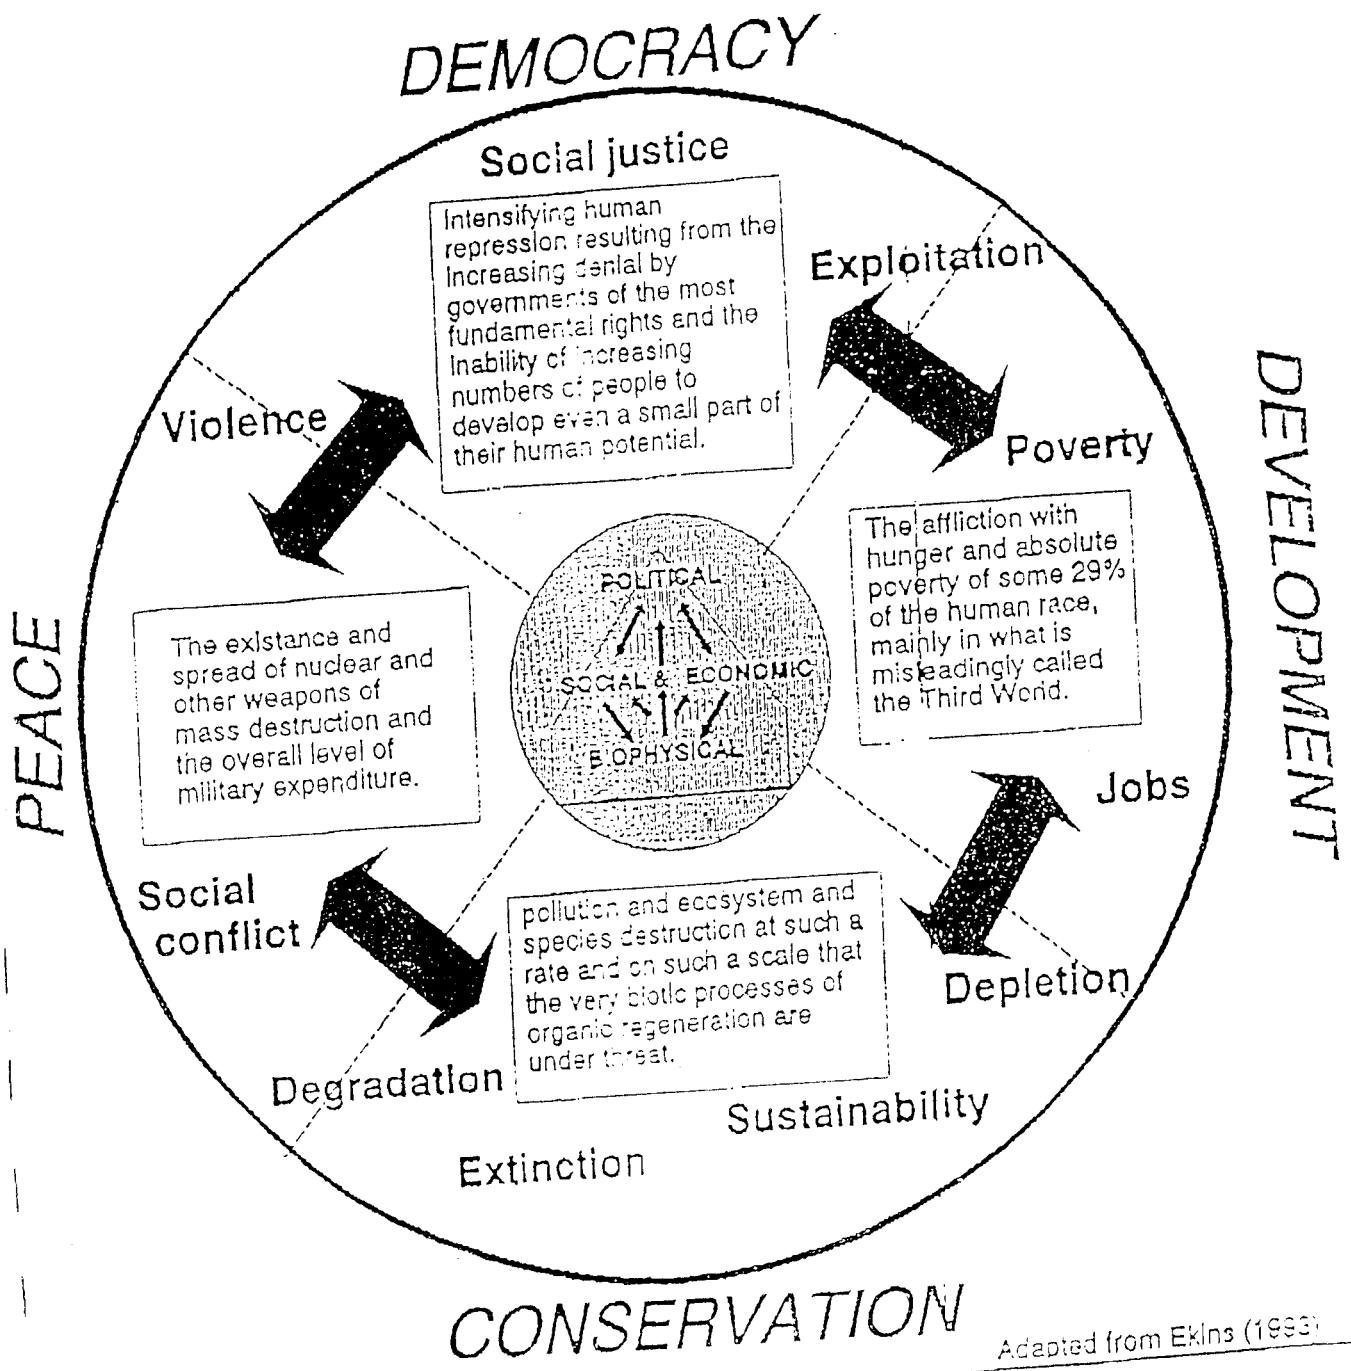 DEMOCRACY
Social justice
Intensifying human
repression resulting from the
Increasing denial by
governments of the most
fundamental rights and the
Inability of increasing
numbers of people to
develop even a small part of
their human potential.
Exploitation
Violence
Poverty
DEVELOPMENT
The affliction with
hunger and absolute
poverty of some 29%
of the human race,
mainly in what is
misleadingly called
the Third World.
POLITICAL
SOCIAL & ECONOMIC
BIOPHYSICAL
PEACE
The existance and
spread of nuclear and
other weapons of
mass destruction and
the overall level of
military expenditure.
Jobs
Social
conflict
pollution and ecosystem and
species destruction at such a
rate and on such a scale that
the very biotic processes of
organic regeneration are
under threat.
Depletion
Degradation
Sustainability
Extinction
CONSERVATION
Adapted from Ekins